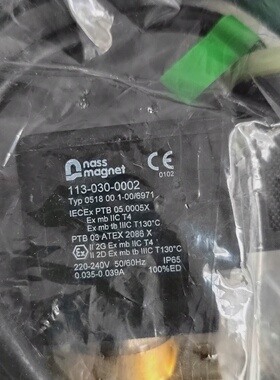 nass
magnet
CE
0102
113-030-0002
Typ 0518 00.1-00/6971
IECEx PTB 05.0005X
Ex mb IIC T4
Ex mb tb IIIC T130°C
PTB 03 ATEX 2086 X
Ex II 2G Ex mb IIC T4
II 2D Ex mb tb IIIC T130°C
220-240V 50/60Hz IP65
0.035-0.039A 100%ED